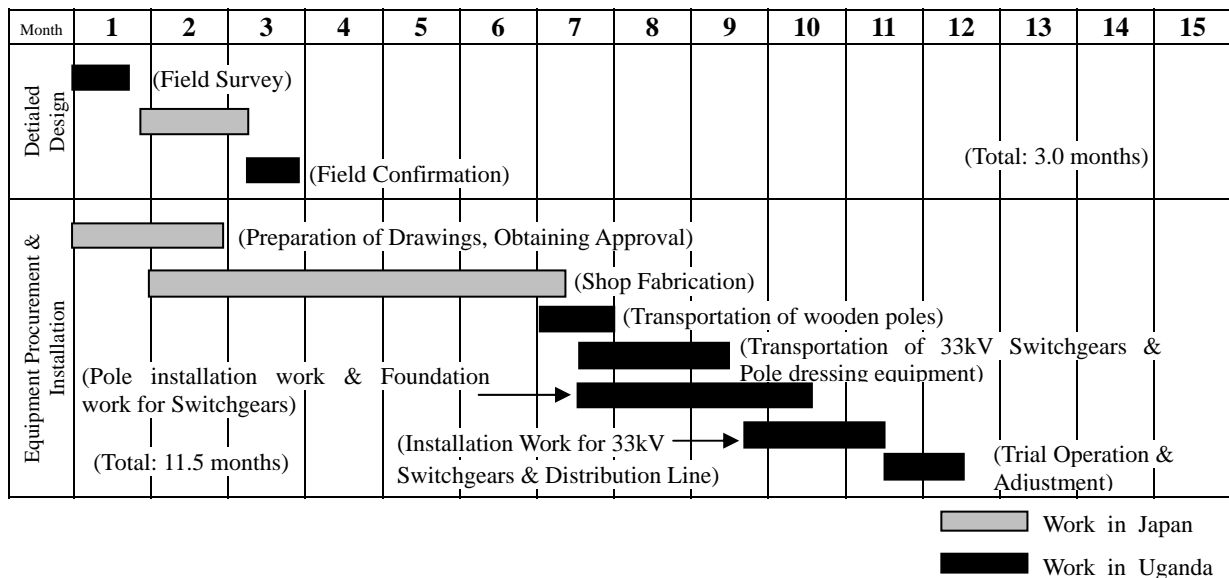 Month 1 2 3 4 5 6 7 8 9 10 11 12 13 14 15
Detialed
Design
(Field Survey)
(Field Confirmation)
(Total: 3.0 months)
Equipment Procurement &
Installation
(Preparation of Drawings, Obtaining Approval)
(Shop Fabrication)
(Transportation of wooden poles)
(Transportation of 33kV Switchgears &
Pole dressing equipment)
(Pole installation work & Foundation
work for Switchgears)
(Installation Work for 33kV
Switchgears & Distribution Line)
(Total: 11.5 months)
(Trial Operation &
Adjustment)
Work in Japan
Work in Uganda